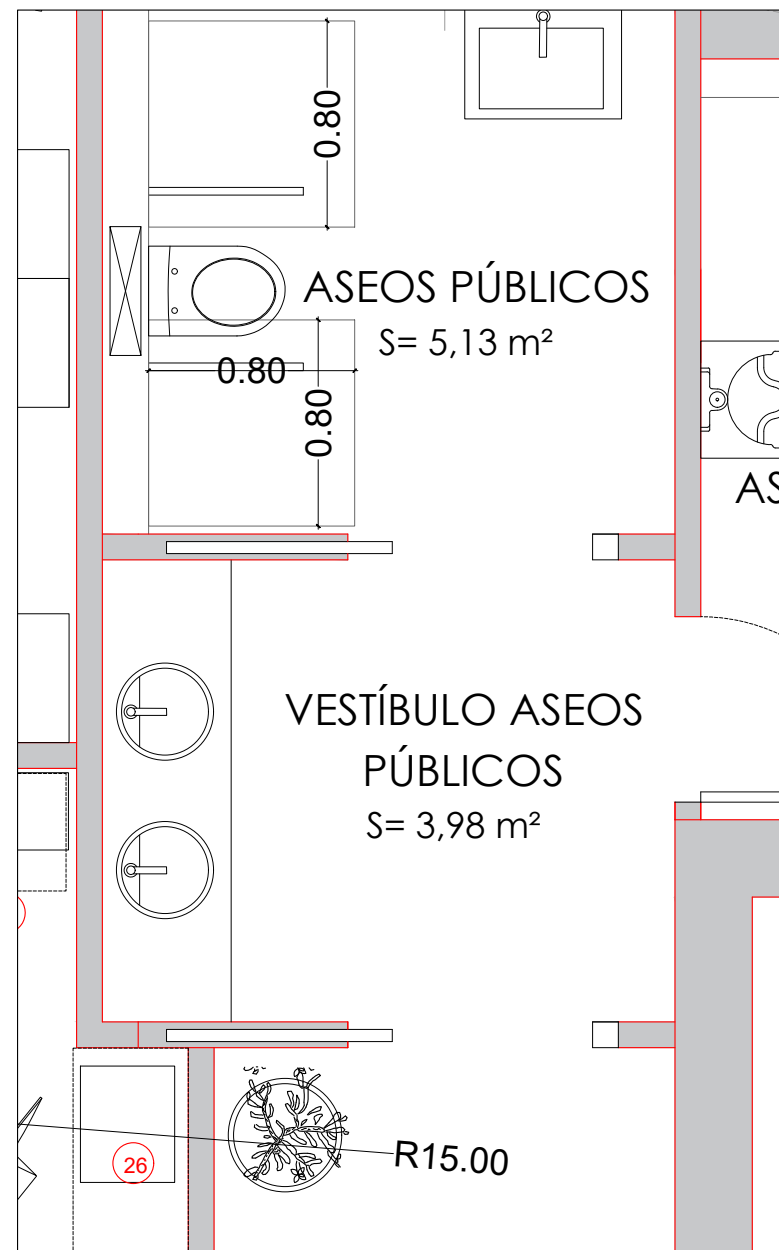 0.80
ASEOS PÚBLICOS
S= 5,13 m²
0.80
0.80
AS
VESTÍBULO ASEOS
PÚBLICOS
S= 3,98 m²
R15.00
26